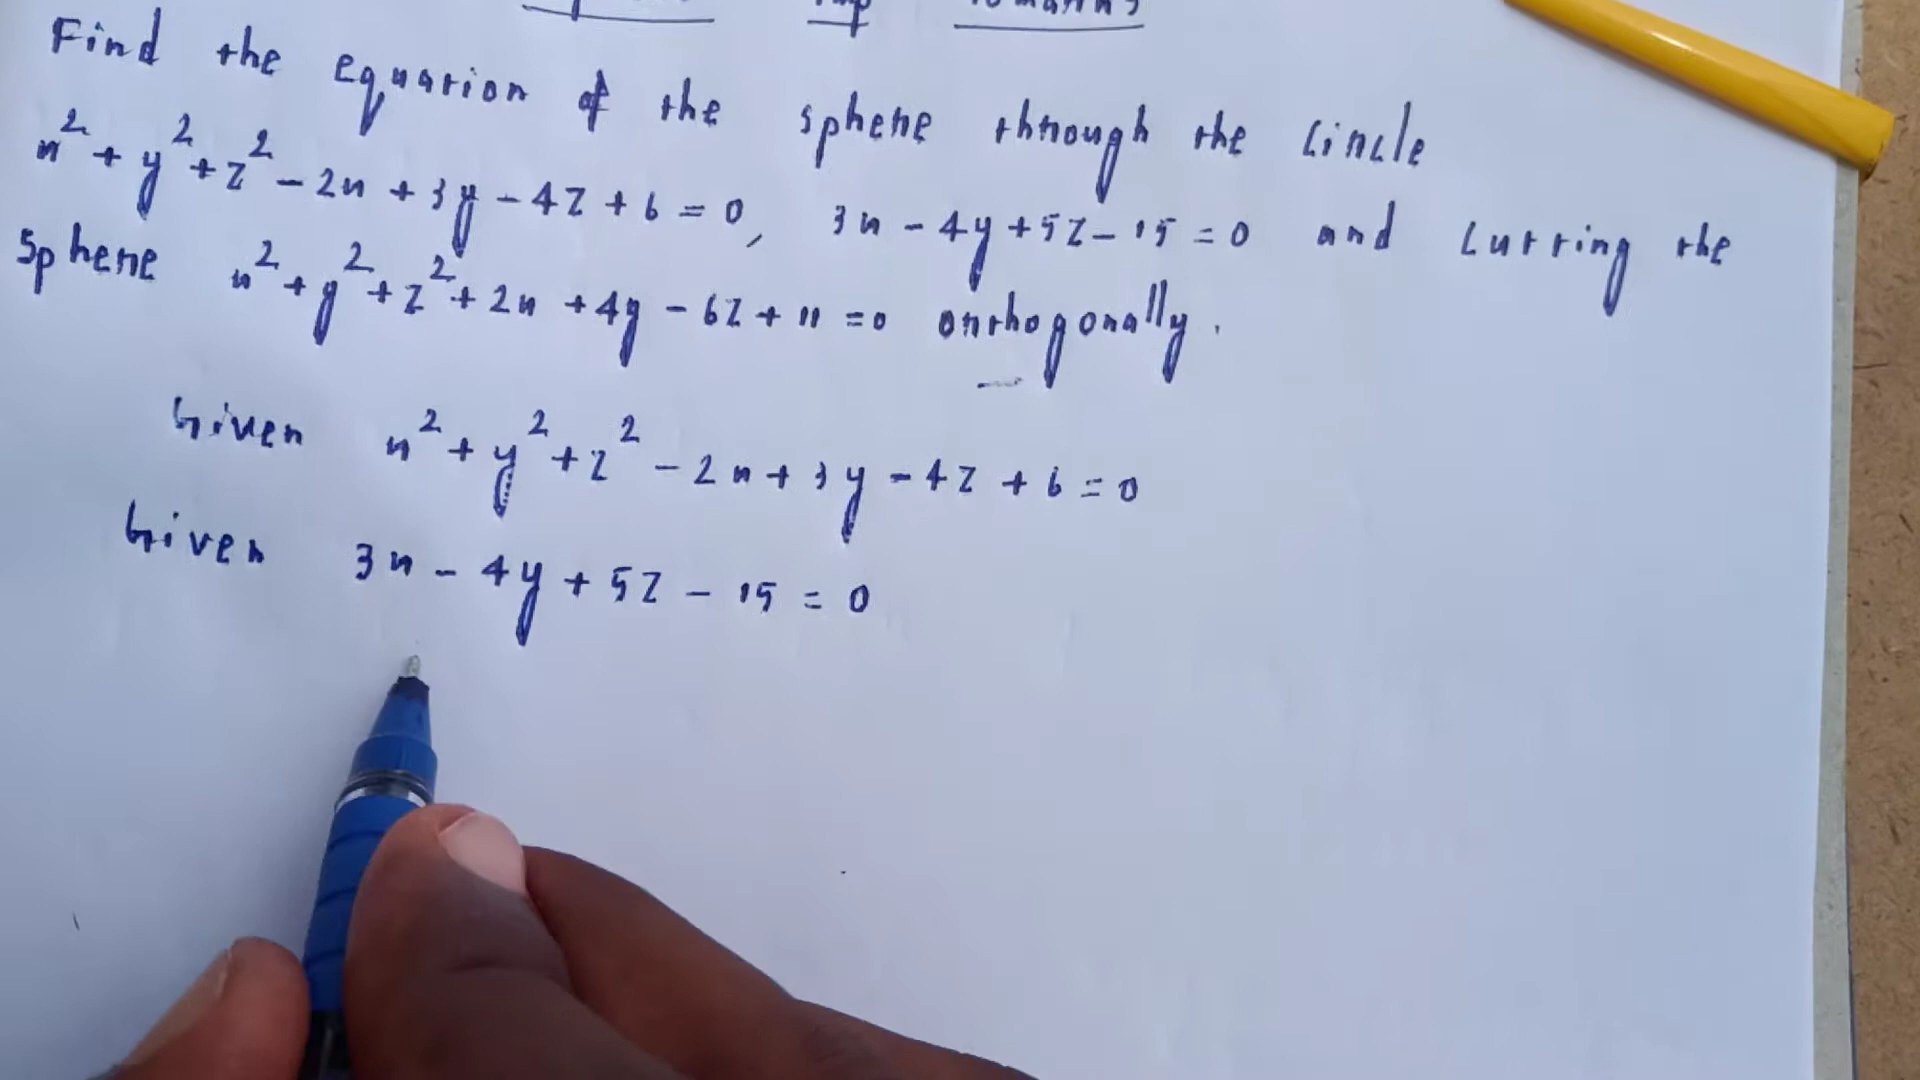 Find the equation of the sphere through the circle
x² + y² + z² - 2x + 3y - 4z + 6 = 0, 3x - 4y + 5z - 15 = 0 and cutting the
sphere x² + y² + z² + 2x + 4y - 6z + 11 = 0 orthogonally.
Given x² + y² + z² - 2x + 3y - 4z + 6 = 0
Given 3x - 4y + 5z - 15 = 0